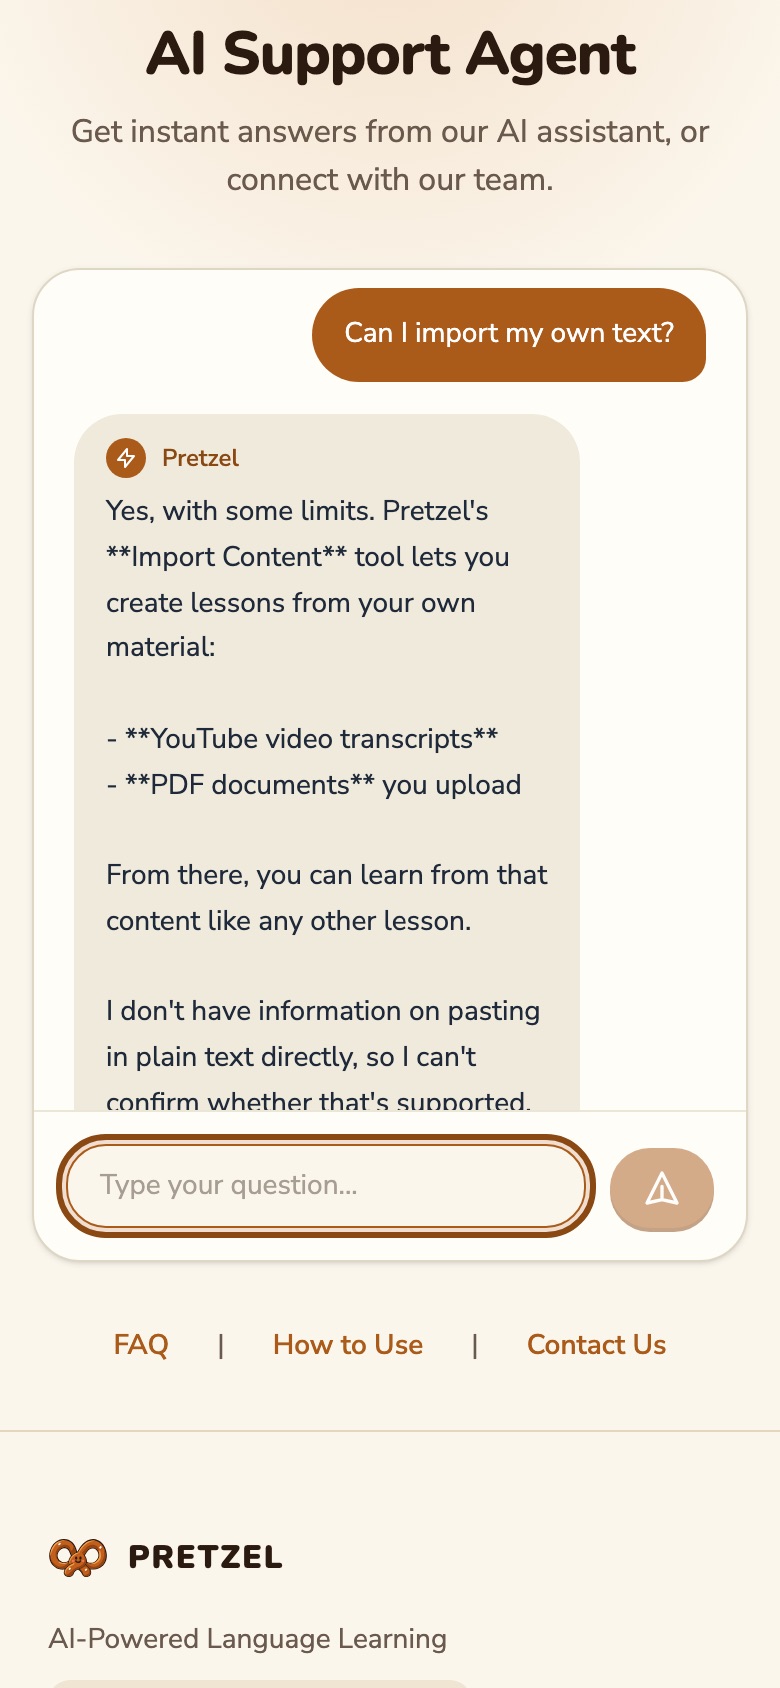 AI Support Agent
Get instant answers from our AI assistant, or
connect with our team.
Can I import my own text?
Pretzel
Yes, with some limits. Pretzel's
**Import Content** tool lets you
create lessons from your own
material:
- **YouTube video transcripts**
- **PDF documents** you upload
From there, you can learn from that
content like any other lesson.
I don't have information on pasting
in plain text directly, so I can't
confirm whether that's supported.
Type your question...
FAQ | How to Use | Contact Us
PRETZEL
AI-Powered Language Learning